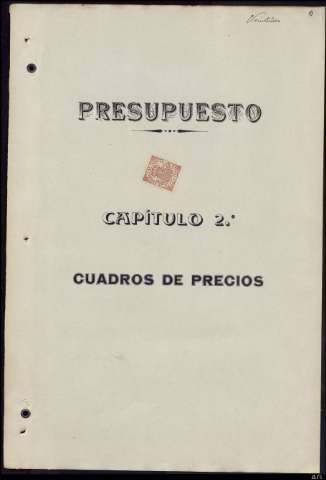 PRESUPUESTO
CAPÍTULO 2.º
CUADROS DE PRECIOS